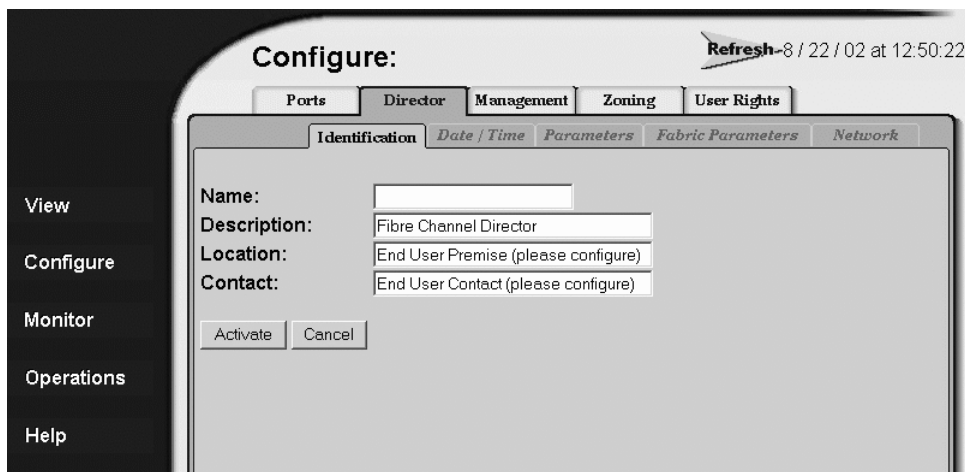 Configure:
Refresh-8 / 22 / 02 at 12:50:22
Ports Director Management Zoning User Rights
Identification Date / Time Parameters Fabric Parameters Network
View
Configure
Monitor
Operations
Help
Name:
Description: Fibre Channel Director
Location: End User Premise (please configure)
Contact: End User Contact (please configure)
Activate Cancel